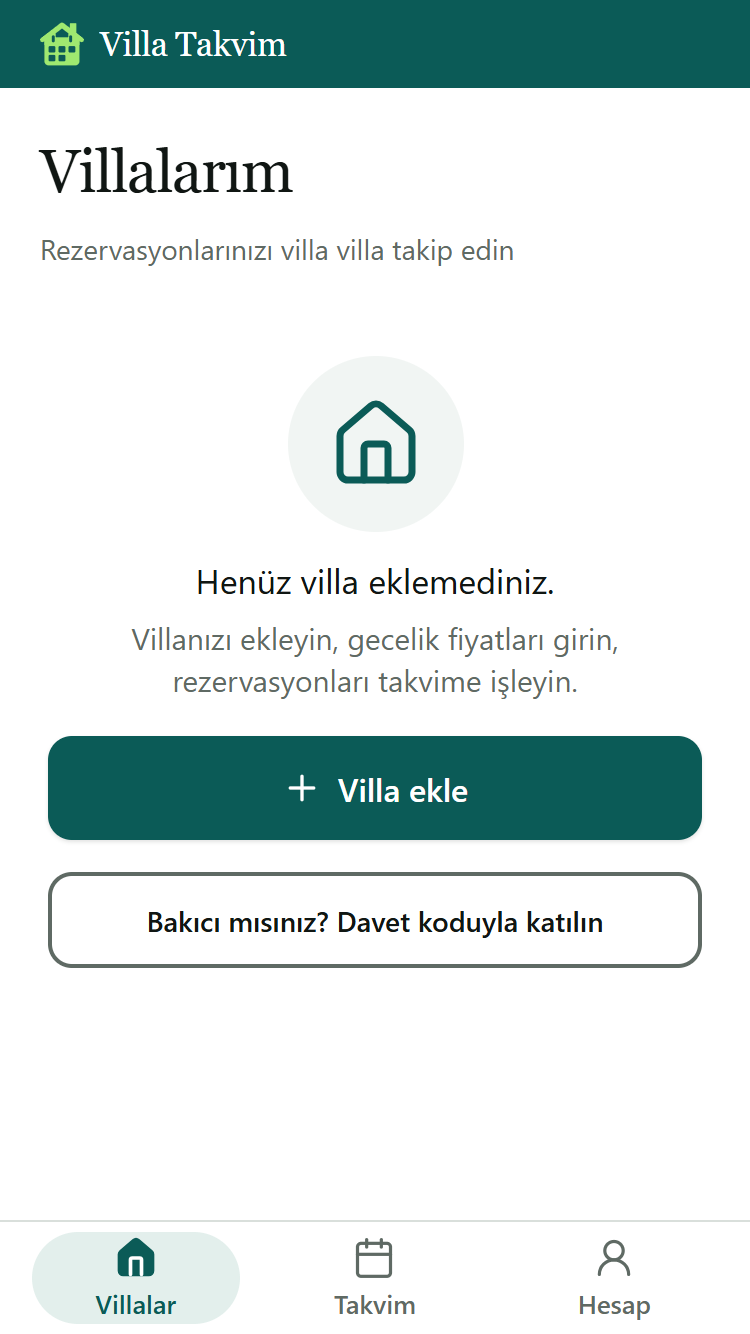 Villa Takvim
Villalarım
Rezervasyonlarınızı villa villa takip edin
Henüz villa eklemediniz.
Villanızı ekleyin, gecelik fiyatları girin,
rezervasyonları takvime işleyin.
+ Villa ekle
Bakıcı mısınız? Davet koduyla katılın
Villalar
Takvim
Hesap